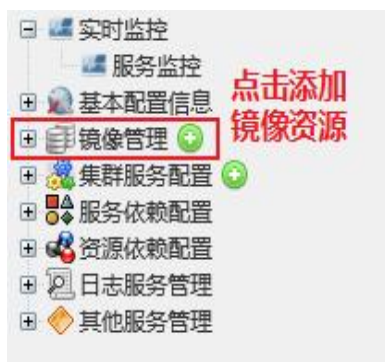 实时监控
服务监控
基本配置信息
点击添加
镜像资源
镜像管理
集群服务配置
服务依赖配置
资源依赖配置
日志服务管理
其他服务管理